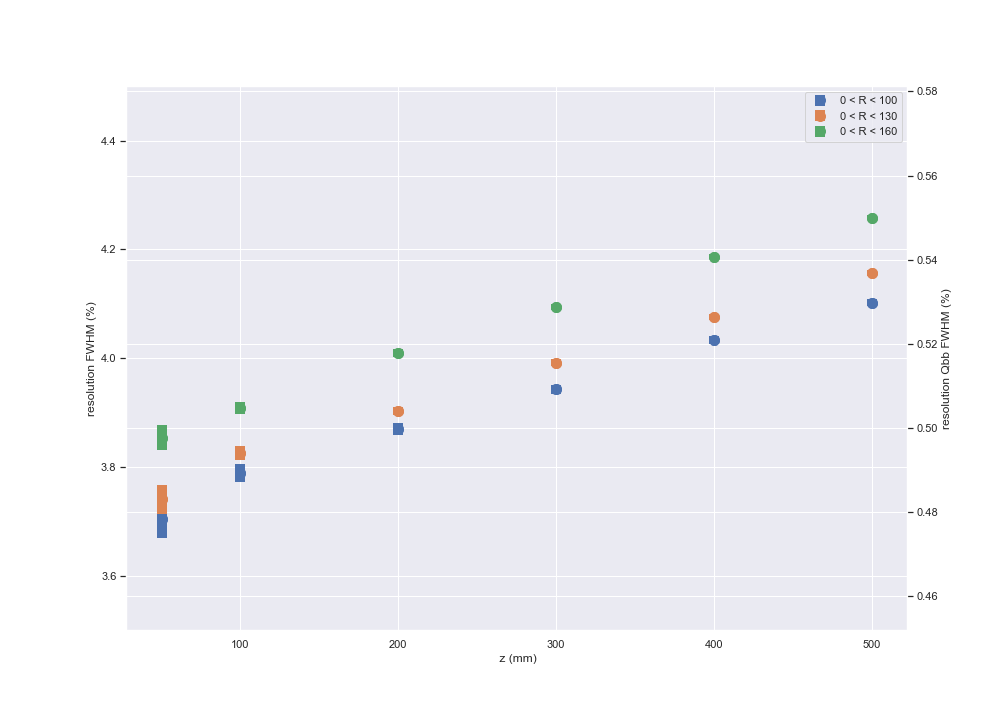 0 < R < 100
0 < R < 130
0 < R < 160
4.4
4.2
4.0
3.8
3.6
resolution FWHM (%)
0.58
0.56
0.54
0.52
0.50
0.48
0.46
resolution Qbb FWHM (%)
100
200
300
400
500
z (mm)